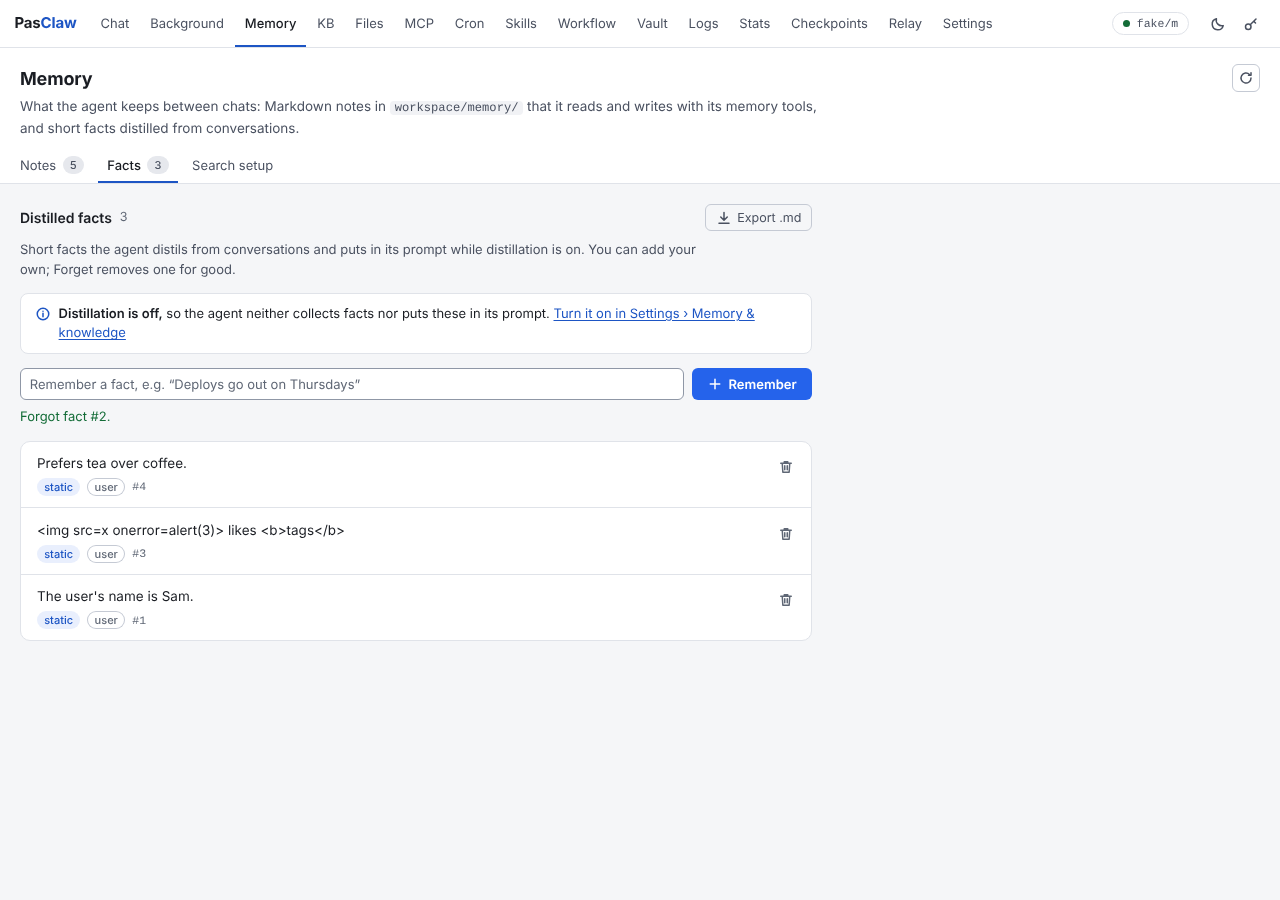 PasClaw Chat Background Memory KB Files MCP Cron Skills Workflow Vault Logs Stats Checkpoints Relay Settings fake/m
Memory
What the agent keeps between chats: Markdown notes in workspace/memory/ that it reads and writes with its memory tools,
and short facts distilled from conversations.
Notes 5 Facts 3 Search setup
Distilled facts 3 Export .md
Short facts the agent distils from conversations and puts in its prompt while distillation is on. You can add your
own; Forget removes one for good.
Distillation is off, so the agent neither collects facts nor puts these in its prompt. Turn it on in Settings › Memory &
knowledge
Remember a fact, e.g. “Deploys go out on Thursdays” Remember
Forgot fact #2.
Prefers tea over coffee.
static user #4
<img src=x onerror=alert(3)> likes <b>tags</b>
static user #3
The user's name is Sam.
static user #1